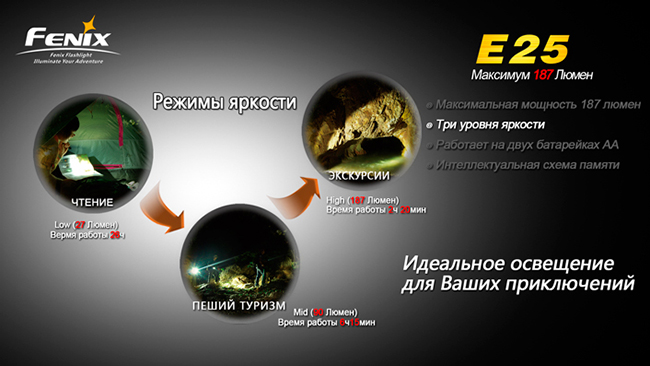 FENIX
Fenix Flashlight
Illuminate Your Adventure
E25
Максимум 187 Люмен
Режимы яркости
Максимальная мощность 187 люмен
Три уровня яркости
Работает на двух батарейках АА
Интеллектуальная схема памяти
ЧТЕНИЕ
Low (27 Люмен)
Вермя работы
ЭКСКУРСИИ
High (187 Люмен)
Время работы
ПЕШИЙ ТУРИЗМ
Mid
Люмен)
Время работы
Идеальное освещение
для Ваших приключений